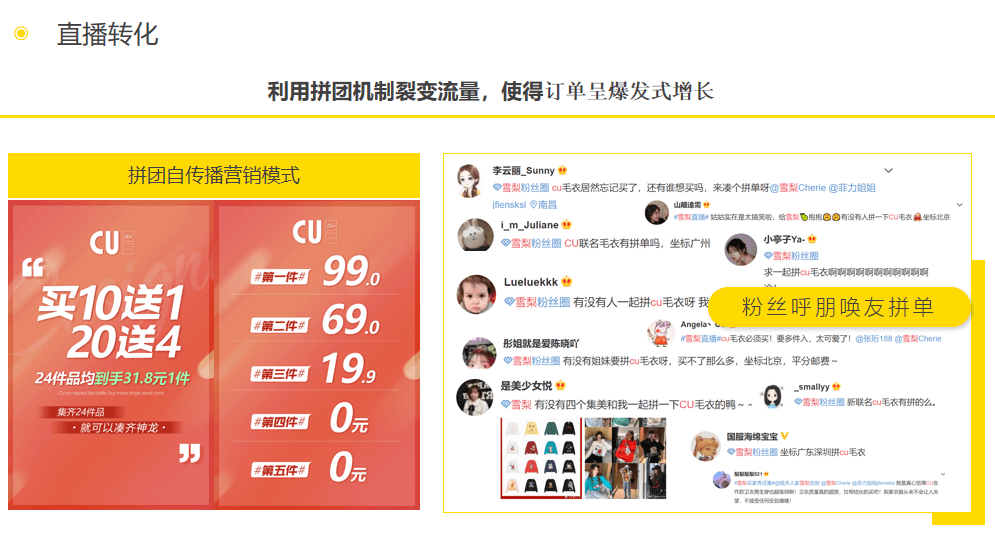 直播转化
利用拼团机制裂变流量，使得订单呈爆发式增长
拼团自传播营销模式
CU
买10送1
20送4
24件品均到手31.8元1件
集齐24件品
·就可以凑齐神龙·
CU
#第一件# 99.0
#第二件# 69.0
#第三件# 19.9
#第四件# 0元
#第五件# 0元
李云丽_Sunny
雪梨粉丝圈 cu毛衣居然忘记买了，还有谁想买吗，来凑个拼单呀@雪梨Cherie @菲力姐姐
jfiensksl 南昌
#雪梨直播# 姑姑实在是太搞笑啦，给雪梨抱抱有没有人拼一下CU毛衣 坐标北京
i_m_Juliane
雪梨粉丝圈 CU联名毛衣有拼单吗，坐标广州
小亭子Ya-
雪梨粉丝圈
求一起拼cu毛衣啊啊啊啊啊啊啊啊啊啊啊
Lueluekkk
雪梨粉丝圈 有没有人一起拼cu毛衣呀 我
粉丝呼朋唤友拼单
Angela
#雪梨直播#cu毛衣必须买！要多件人，太可爱了！@张珩188 @雪梨Cherie
彤姐就是爱陈晓吖
雪梨粉丝圈 有没有姐妹要拼cu毛衣呀，买不了那么多，坐标北京，平分邮费～
是美少女悦
雪梨 有没有四个集美和我一起拼一下CU毛衣的鸭～。
_smallyy
雪梨粉丝圈 新联名cu毛衣有拼的么。
国服海绵宝宝
雪梨粉丝圈 坐标广东深圳拼cu毛衣